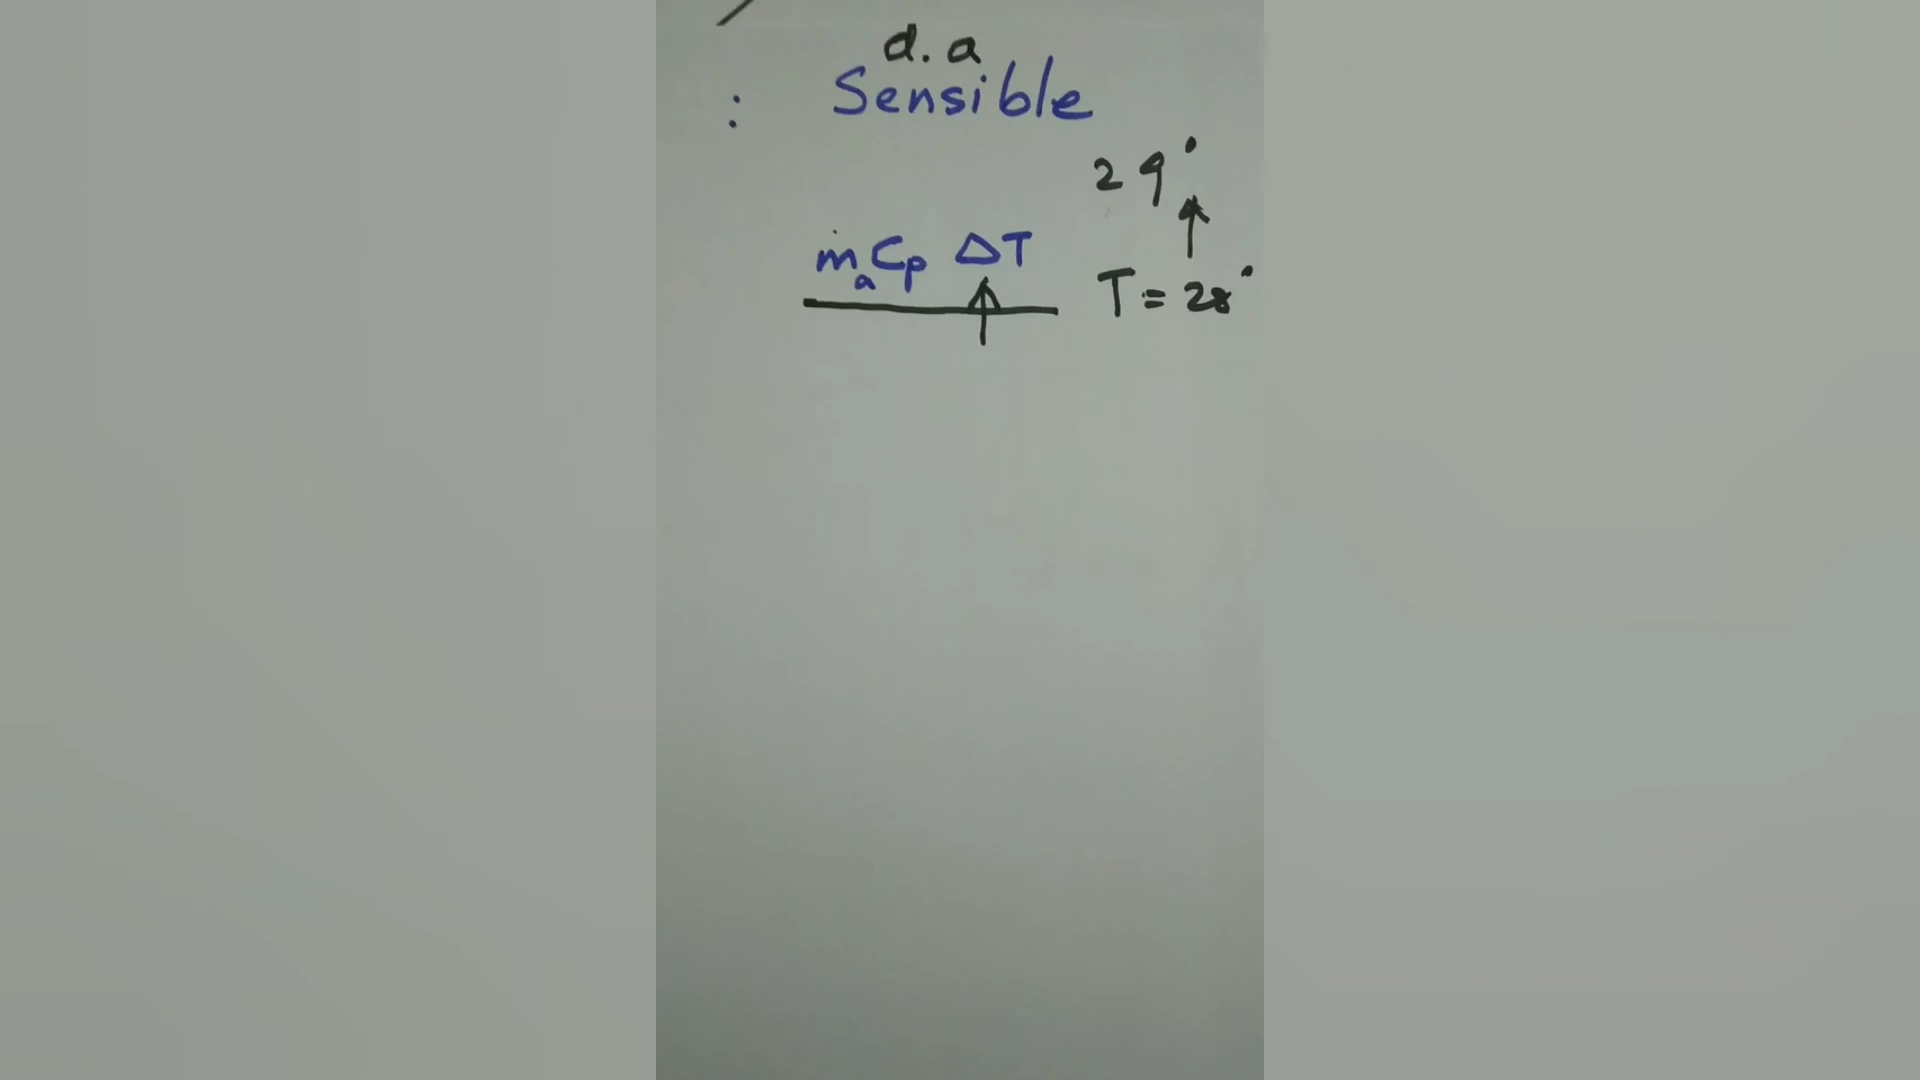 d. a
: Sensible
29°
ṁₐCₚ ΔT
T = 28°